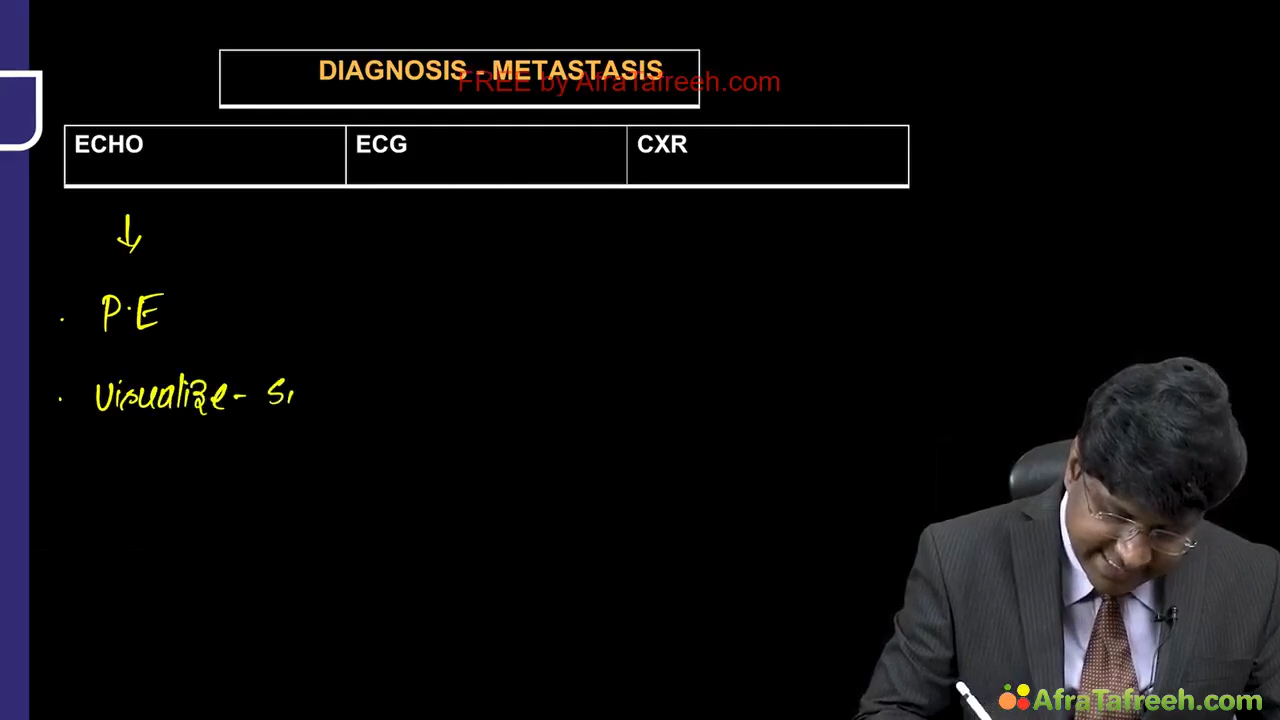 DIAGNOSIS - METASTASIS
FREE by AfraTafreeh.com
ECHO ECG CXR
P.E
Visualize -
AfraTafreeh.com